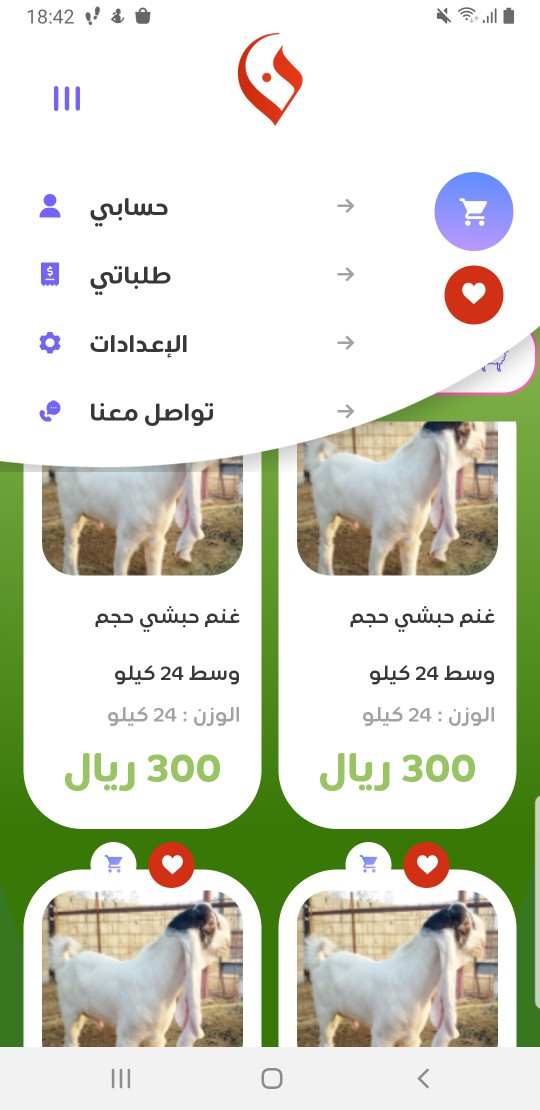 18:42
حسابي
طلباتي
الإعدادات
تواصل معنا
غنم حبشي حجم
وسط 24 كيلو
الوزن : 24 كيلو
300 ريال
غنم حبشي حجم
وسط 24 كيلو
الوزن : 24 كيلو
300 ريال